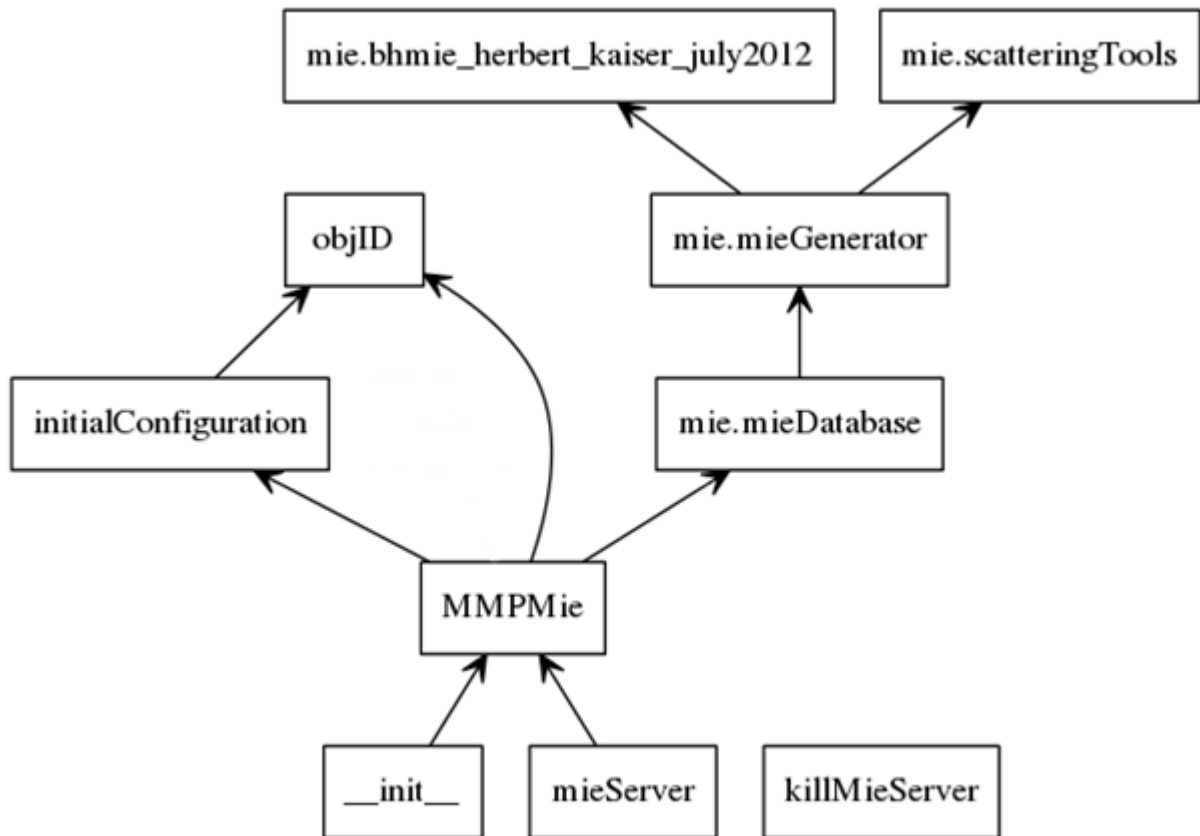 mie.bhmie_herbert_kaiser_july2012
mie.scatteringTools
objID
mie.mieGenerator
initialConfiguration
mie.mieDatabase
MMPMie
__init__
mieServer
killMieServer